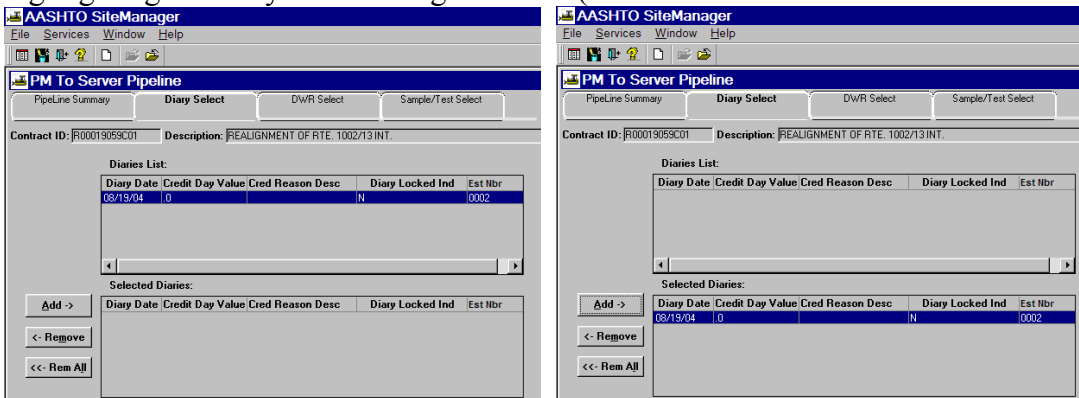 AASHTO SiteManager
File Services Window Help
PM To Server Pipeline
PipeLine Summary Diary Select DWR Select Sample/Test Select
Contract ID: R00019059C01 Description: REALIGNMENT OF RTE. 1002/13 INT.
Diaries List:
Diary Date Credit Day Value Cred Reason Desc Diary Locked Ind Est Nbr
08/19/04 .0 N 0002
Selected Diaries:
Add -> Diary Date Credit Day Value Cred Reason Desc Diary Locked Ind Est Nbr
<- Remove
<<- Rem All
AASHTO SiteManager
File Services Window Help
PM To Server Pipeline
PipeLine Summary Diary Select DWR Select Sample/Test Select
Contract ID: R00019059C01 Description: REALIGNMENT OF RTE. 1002/13 INT.
Diaries List:
Diary Date Credit Day Value Cred Reason Desc Diary Locked Ind Est Nbr
Selected Diaries:
Add -> Diary Date Credit Day Value Cred Reason Desc Diary Locked Ind Est Nbr
08/19/04 .0 N 0002
<- Remove
<<- Rem All